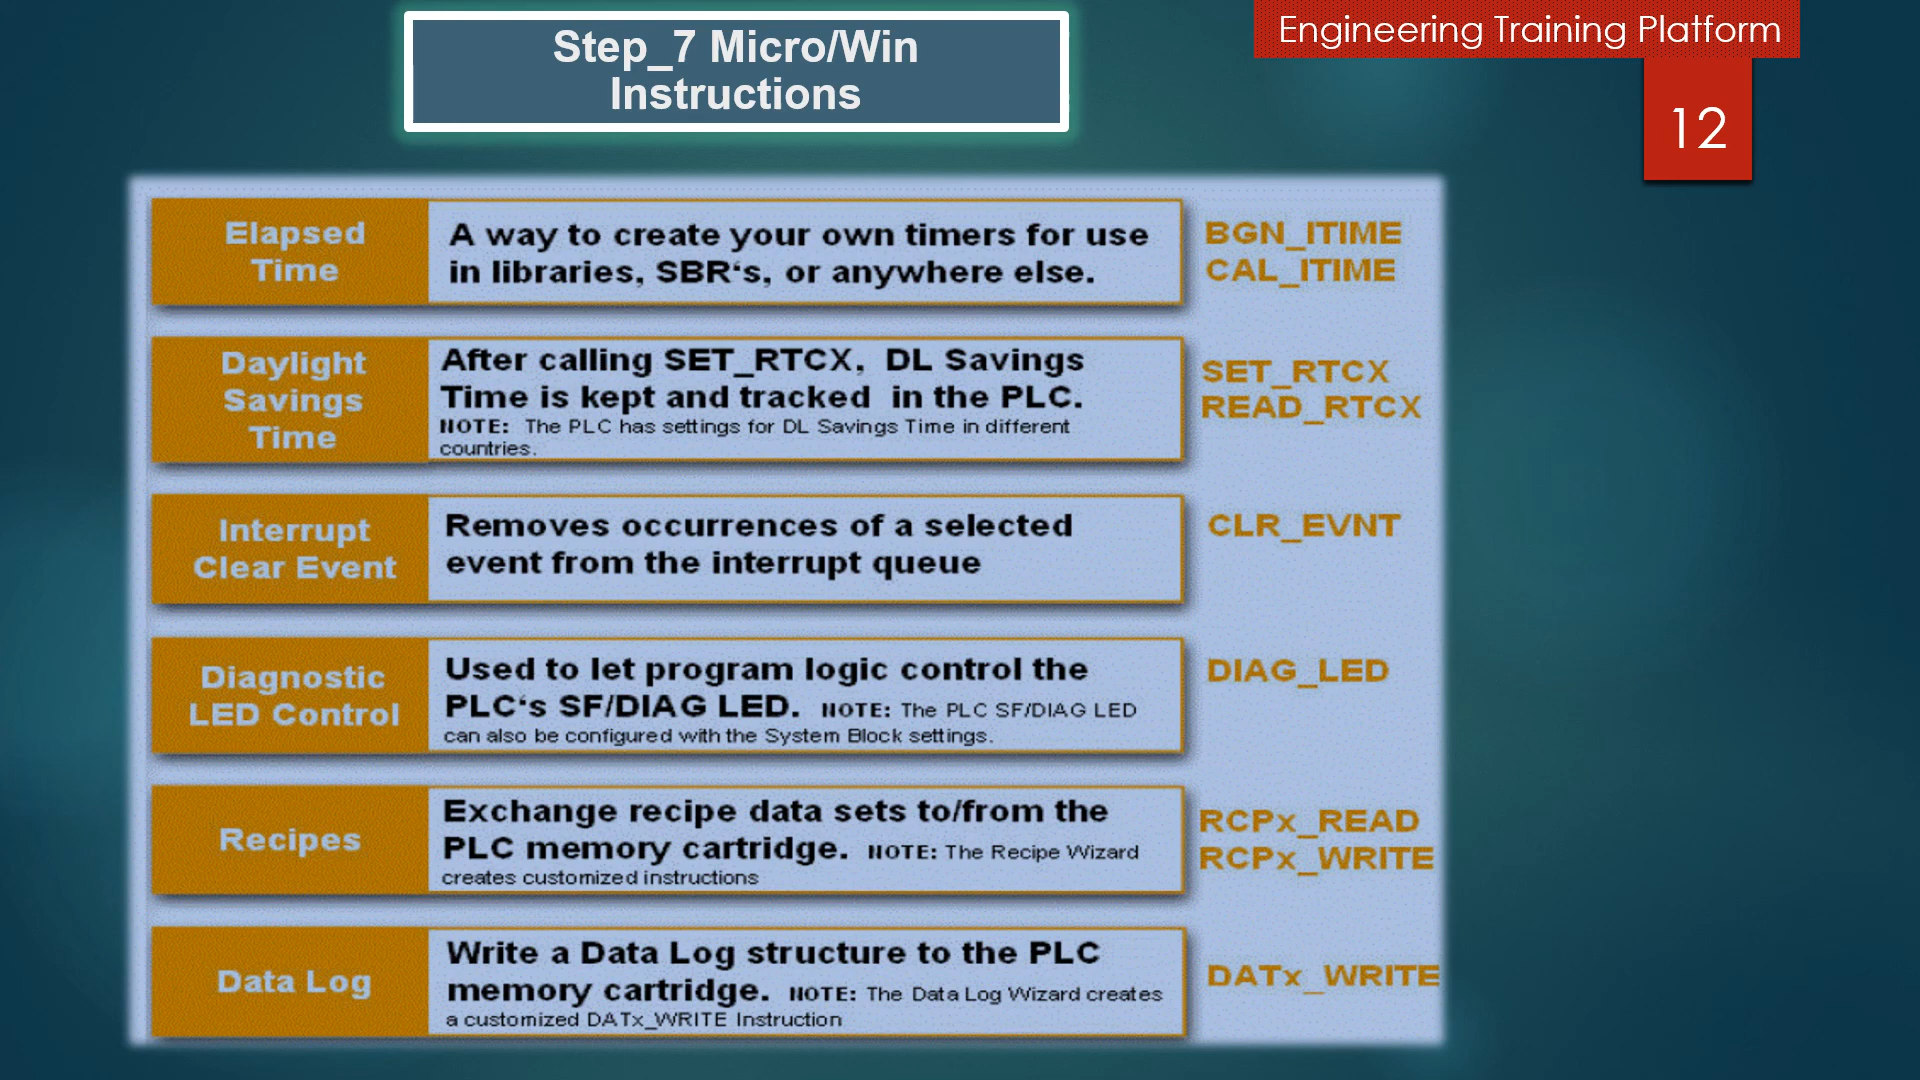 Step_7 Micro/Win
Instructions
Engineering Training Platform
12
Elapsed
Time
A way to create your own timers for use
in libraries, SBR‘s, or anywhere else.
BGN_ITIME
CAL_ITIME
Daylight
Savings
Time
After calling SET_RTCX, DL Savings
Time is kept and tracked in the PLC.
NOTE: The PLC has settings for DL Savings Time in different
countries.
SET_RTCX
READ_RTCX
Interrupt
Clear Event
Removes occurrences of a selected
event from the interrupt queue
CLR_EVNT
Diagnostic
LED Control
Used to let program logic control the
PLC‘s SF/DIAG LED. NOTE: The PLC SF/DIAG LED
can also be configured with the System Block settings.
DIAG_LED
Recipes
Exchange recipe data sets to/from the
PLC memory cartridge. NOTE: The Recipe Wizard
creates customized instructions
RCPx_READ
RCPx_WRITE
Data Log
Write a Data Log structure to the PLC
memory cartridge. NOTE: The Data Log Wizard creates
a customized DATx_WRITE Instruction
DATx_WRITE